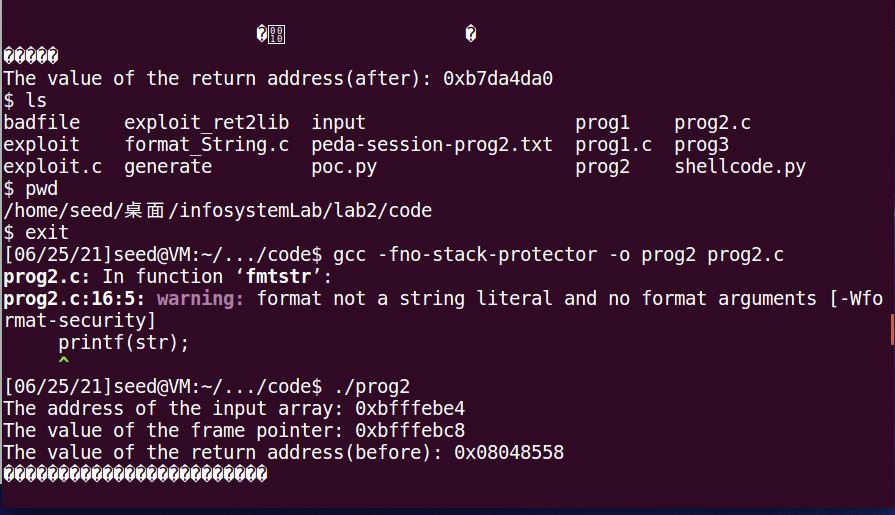 �0010 �
�����
The value of the return address(after): 0xb7da4da0
$ ls
badfile exploit_ret2lib input prog1 prog2.c
exploit format_String.c peda-session-prog2.txt prog1.c prog3
exploit.c generate poc.py prog2 shellcode.py
$ pwd
/home/seed/桌面/infosystemLab/lab2/code
$ exit
[06/25/21]seed@VM:~/.../code$ gcc -fno-stack-protector -o prog2 prog2.c
prog2.c: In function ‘fmtstr’:
prog2.c:16:5: warning: format not a string literal and no format arguments [-Wfo
rmat-security]
printf(str);
^
[06/25/21]seed@VM:~/.../code$ ./prog2
The address of the input array: 0xbfffebe4
The value of the frame pointer: 0xbfffebc8
The value of the return address(before): 0x08048558
������������������������